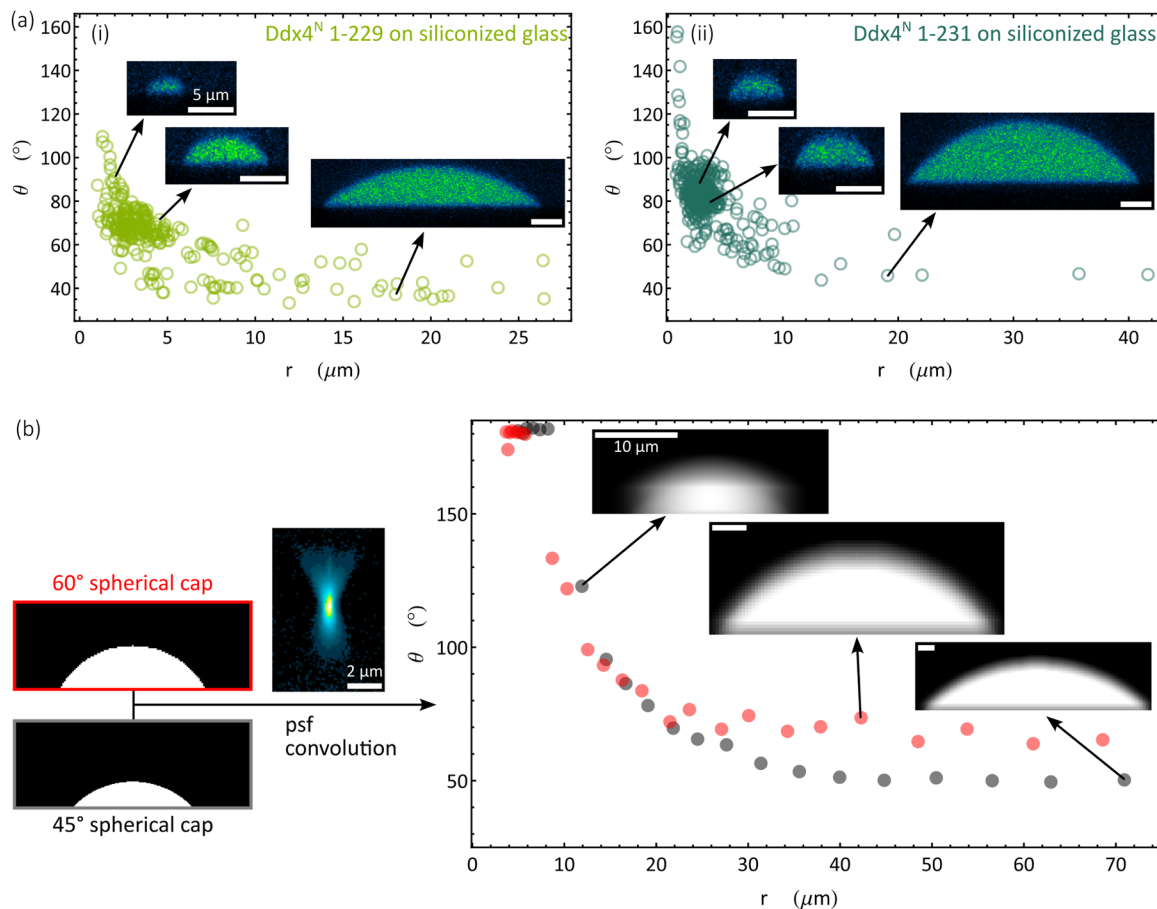 (a)
(i)
Ddx4ᴺ 1-229 on siliconized glass
160
140
120
100
80
60
40
θ (°)
5 μm
0 5 10 15 20 25
r (μm)
(ii)
Ddx4ᴺ 1-231 on siliconized glass
160
140
120
100
80
60
40
θ (°)
0 10 20 30 40
r (μm)
(b)
60° spherical cap
45° spherical cap
2 μm
psf
convolution
150
100
50
θ (°)
10 μm
0 10 20 30 40 50 60 70
r (μm)